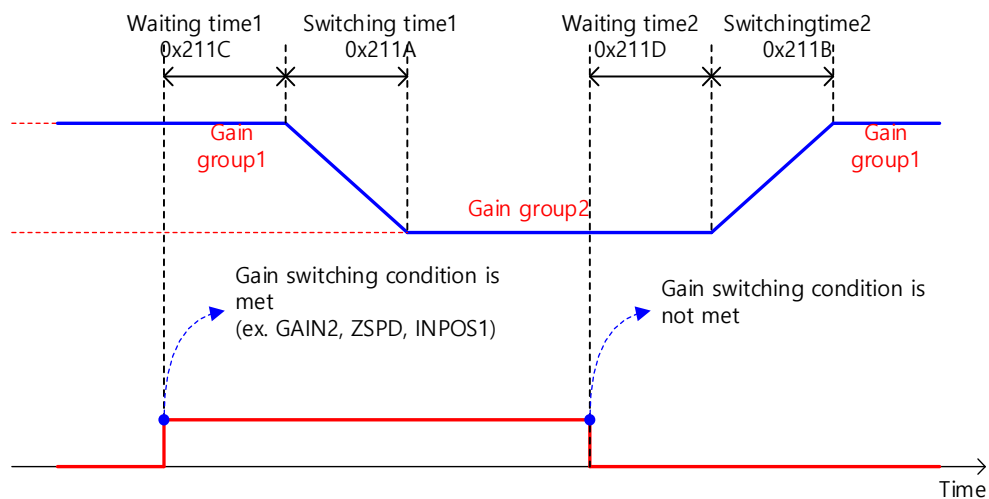 Waiting time1
0x211C
Switching time1
0x211A
Waiting time2
0x211D
Switchingtime2
0x211B
Gain
group1
Gain
group1
Gain group2
Gain switching condition is
met
(ex. GAIN2, ZSPD, INPOS1)
Gain switching condition is
not met
Time